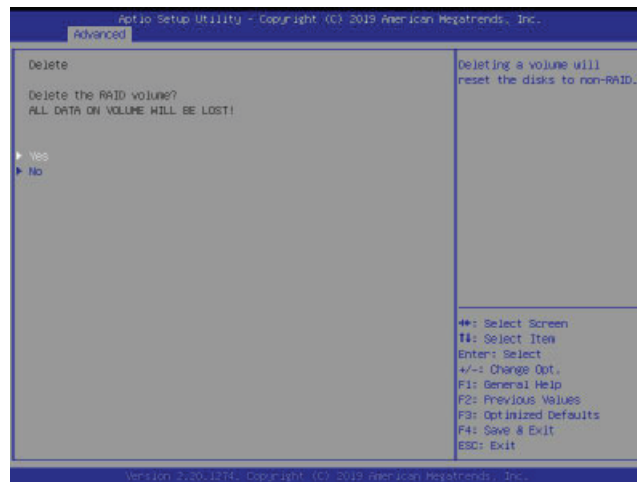 Aptio Setup Utility - Copyright (C) 2019 American Megatrends, Inc.
Advanced
Delete
Delete the RAID volume?
ALL DATA ON VOLUME WILL BE LOST!
Yes
No
Deleting a volume will
reset the disks to non-RAID.
: Select Screen
↑↓: Select Item
Enter: Select
+/-: Change Opt.
F1: General Help
F2: Previous Values
F3: Optimized Defaults
F4: Save & Exit
ESC: Exit
Version 2.20.1274. Copyright (C) 2019 American Megatrends, Inc.